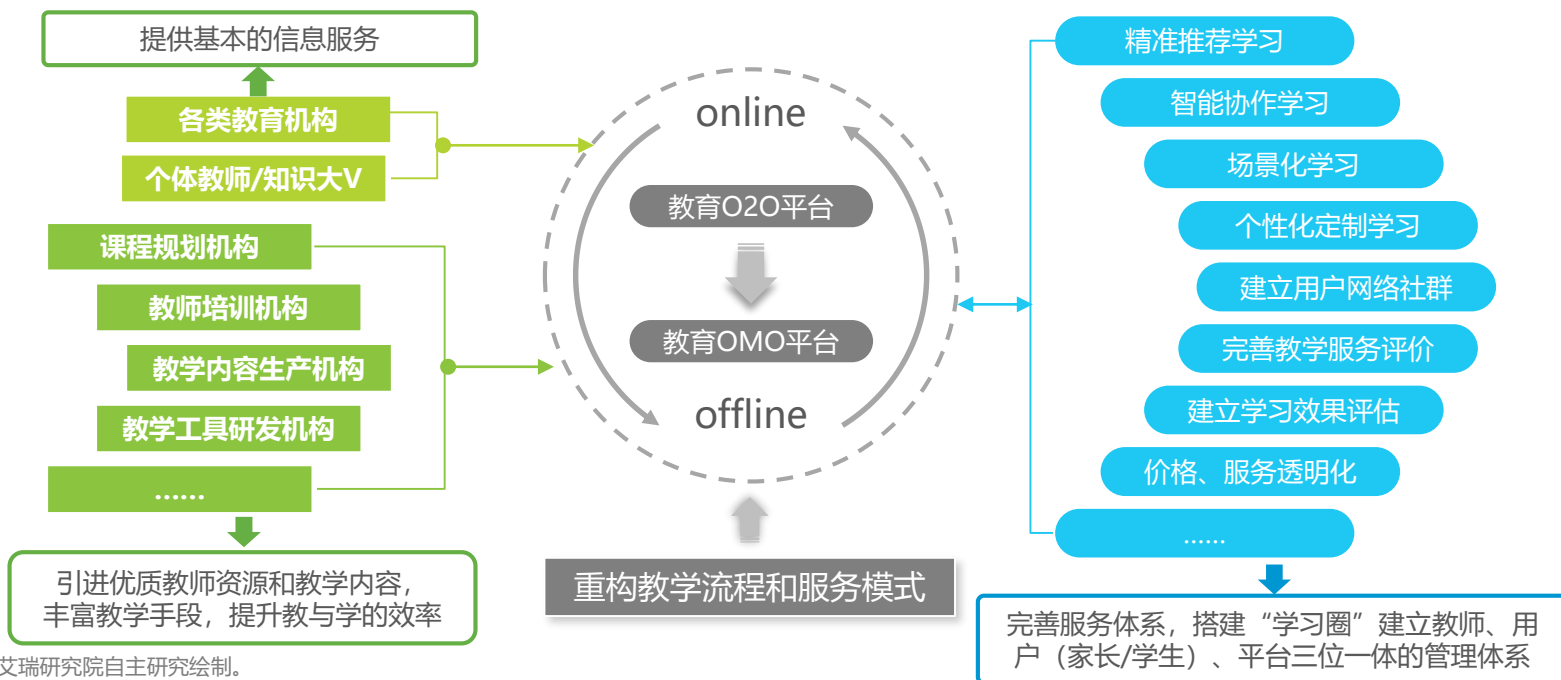 提供基本的信息服务
各类教育机构
个体教师/知识大V
课程规划机构
教师培训机构
教学内容生产机构
教学工具研发机构
……
引进优质教师资源和教学内容，
丰富教学手段，提升教与学的效率
艾瑞研究院自主研究绘制。
online
教育O2O平台
教育OMO平台
offline
重构教学流程和服务模式
精准推荐学习
智能协作学习
场景化学习
个性化定制学习
建立用户网络社群
完善教学服务评价
建立学习效果评估
价格、服务透明化
……
完善服务体系，搭建“学习圈”建立教师、用
户（家长/学生）、平台三位一体的管理体系